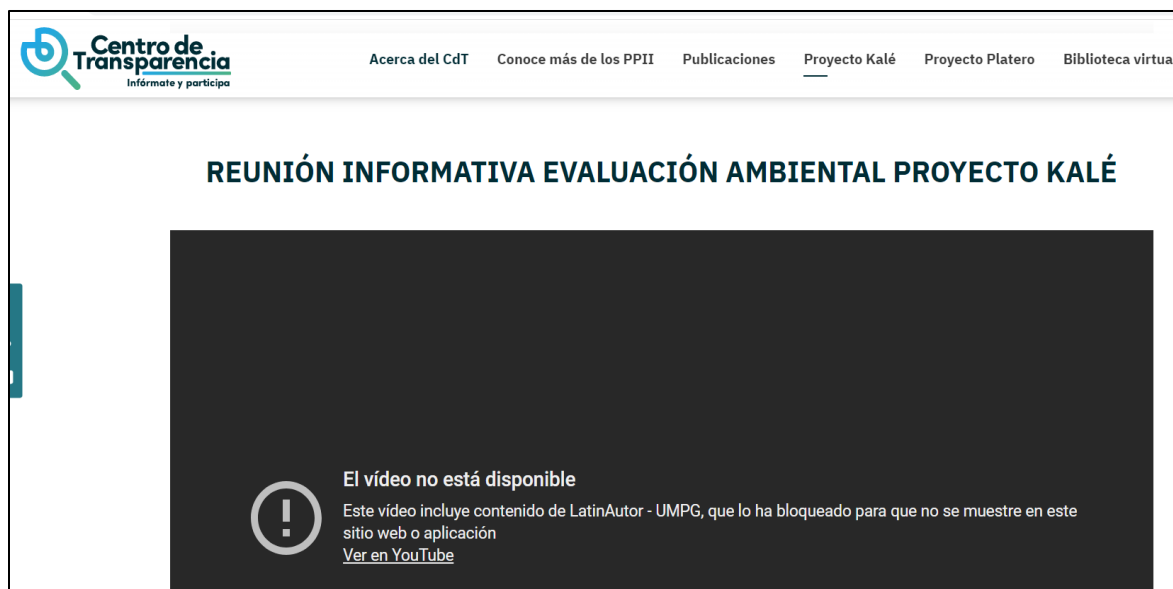 Centro de
Transparencia
Infórmate y participa
Acerca del CdT Conoce más de los PPII Publicaciones Proyecto Kalé Proyecto Platero Biblioteca virtua
REUNIÓN INFORMATIVA EVALUACIÓN AMBIENTAL PROYECTO KALÉ
El vídeo no está disponible
Este vídeo incluye contenido de LatinAutor - UMPG, que lo ha bloqueado para que no se muestre en este
sitio web o aplicación
Ver en YouTube